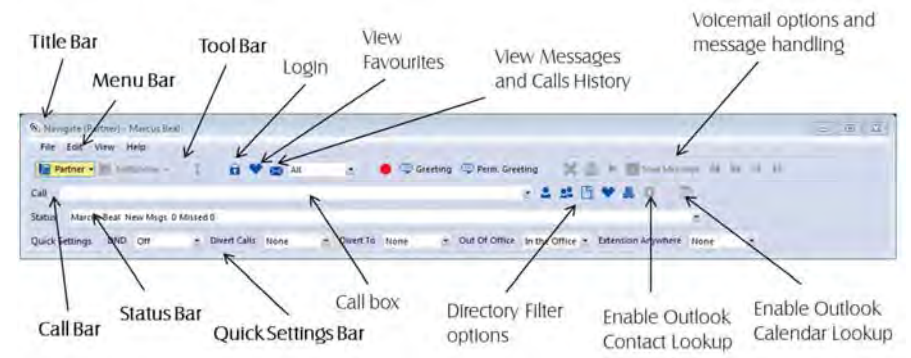 Voicemail options and
message handling
View
Favourites
Title Bar
Tool Bar
Login
View Messages
and Calls History
Menu Bar
Navigate (Partner) - Marcus Beal
File Edit View Help
Partner All Greeting Perm. Greeting
Call
Status Marcus Beal New Msgs 0 Missed 0
Quick Settings DND Off Divert Calls None Divert To None Out Of Office In the Office Extension Anywhere None
Call Bar
Status Bar
Quick Settings Bar
Call box
Directory Filter
options
Enable Outlook
Contact Lookup
Enable Outlook
Calendar Lookup